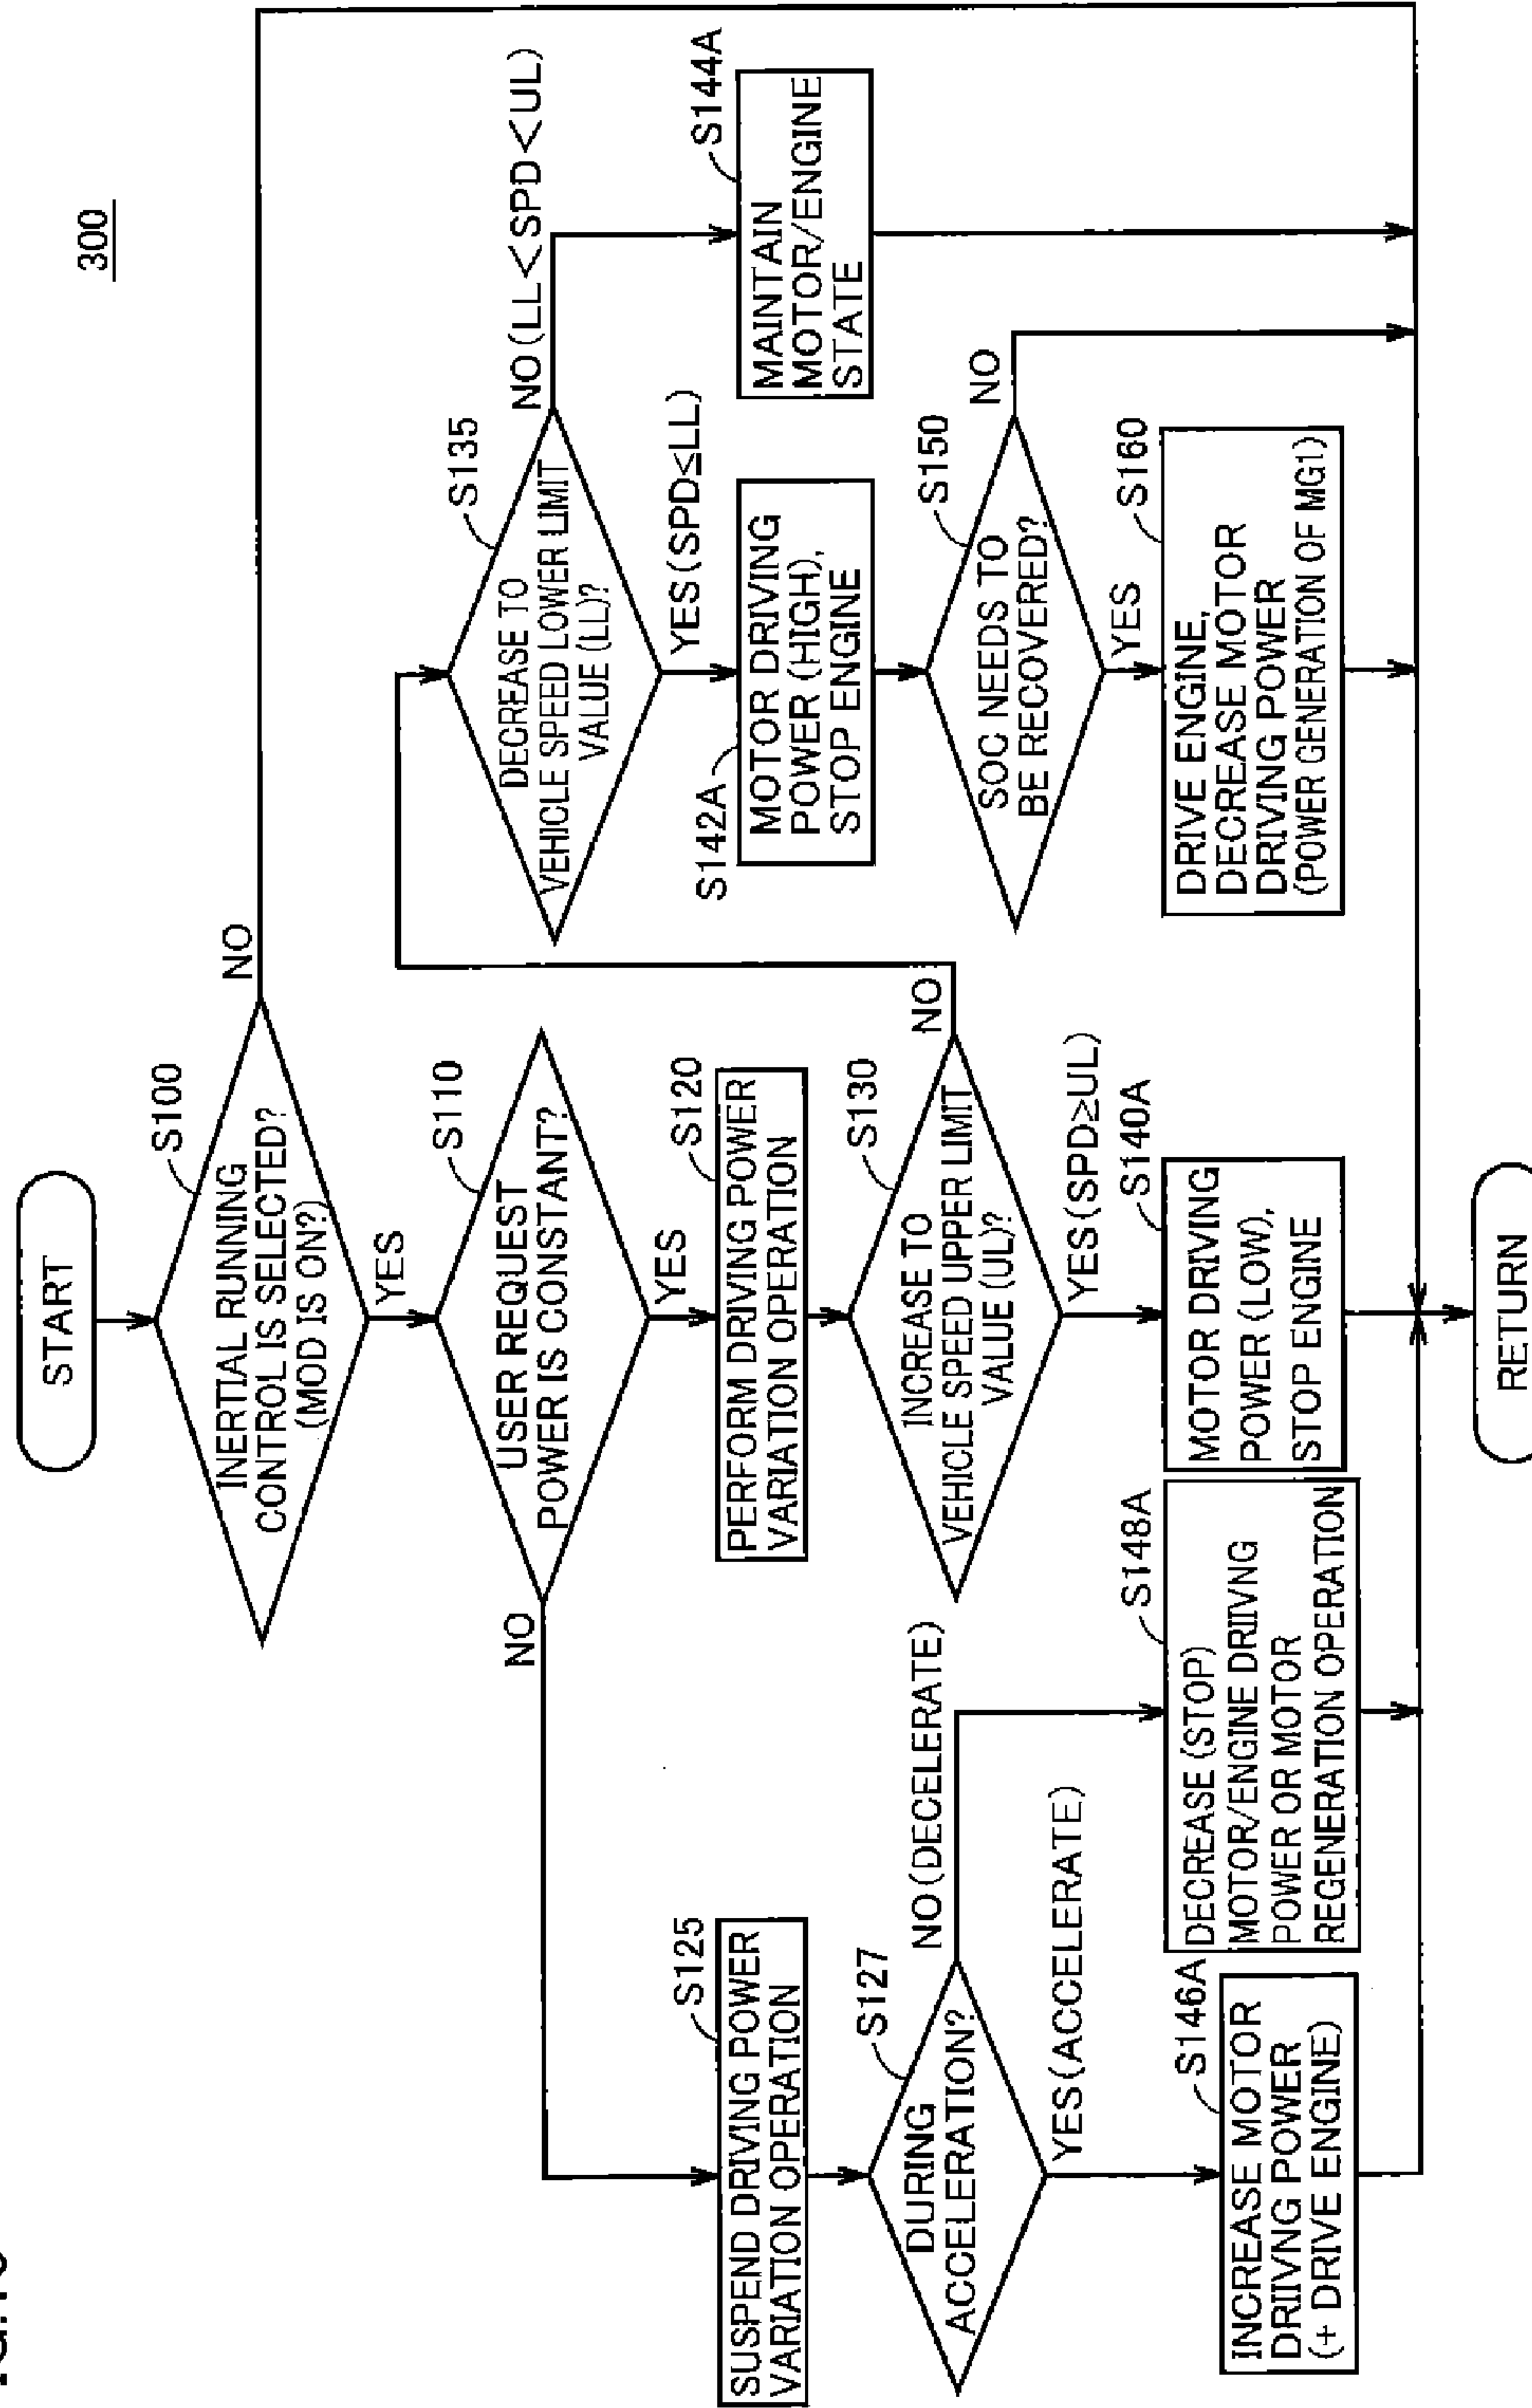 300
START
S100
INERTIAL RUNNING
CONTROL IS SELECTED?
(MOD IS ON?)
NO
YES
S110
USER REQUEST
POWER IS CONSTANT?
NO
YES
S125
SUSPEND DRIVING POWER
VARIATION OPERATION
S120
PERFORM DRIVING POWER
VARIATION OPERATION
S127
DURING
ACCELERATION?
NO(DECELERATE)
YES(ACCELERATE)
S130
INCREASE TO
VEHICLE SPEED UPPER LIMIT
VALUE (UL)?
NO
YES(SPD≥UL)
S135
DECREASE TO
VEHICLE SPEED LOWER LIMIT
VALUE (LL)?
NO(LL<SPD<UL)
YES(SPD≤LL)
S142A
MOTOR DRIVING
POWER (HIGH),
STOP ENGINE
S144A
MAINTAIN
MOTOR/ENGINE
STATE
S150
SOC NEEDS TO
BE RECOVERED?
NO
YES
S146A
INCREASE MOTOR
DRIIVNG POWER
(+ DRIVE ENGINE)
S148A
DECREASE (STOP)
MOTOR/ENGINE DRIIVNG
POWER OR MOTOR
REGENERATION OPERATION
S140A
MOTOR DRIVING
POWER (LOW),
STOP ENGINE
S160
DRIVE ENGINE,
DECREASE MOTOR
DRIVING POWER
(POWER GENERATION OF MG1)
RETURN